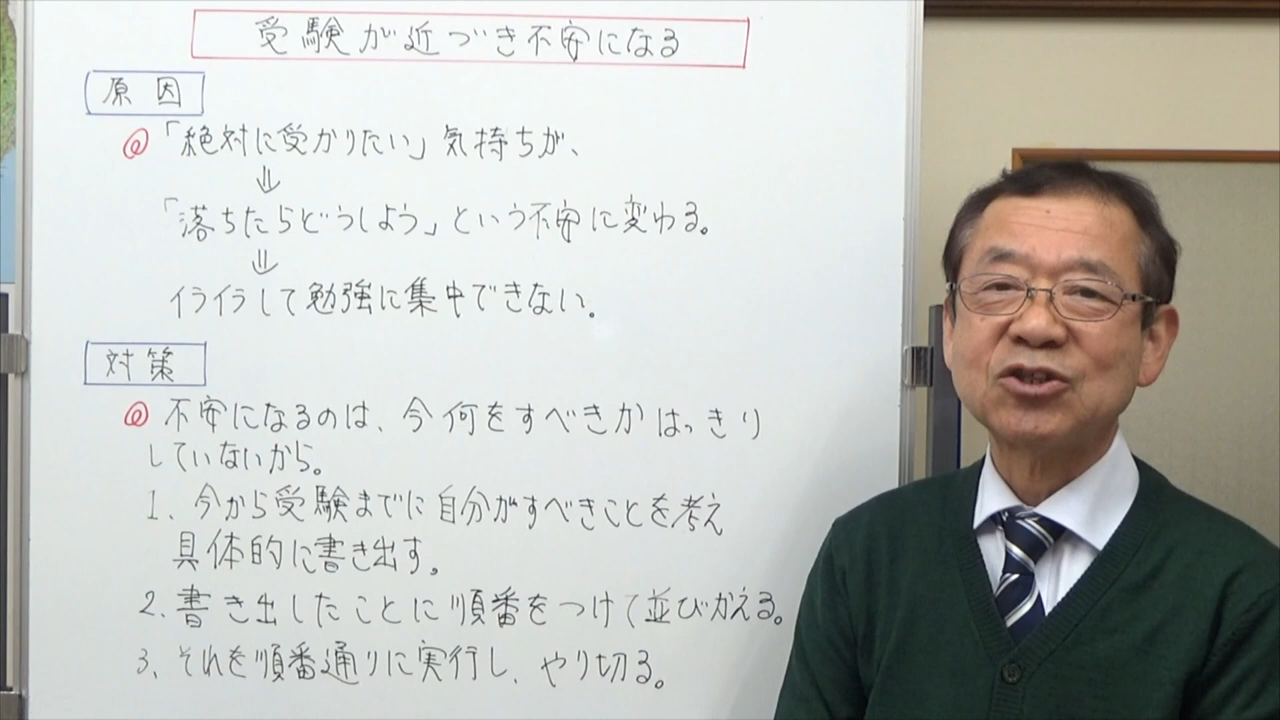 受験が近づき不安になる
原因
◎「絶対に受かりたい」気持ちが、
⇓
「落ちたらどうしよう」という不安に変わる。
⇓
イライラして勉強に集中できない。
対策
◎不安になるのは、今何をすべきかはっきり
していないから。
1、今から受験までに自分がすべきことを考え
具体的に書き出す。
2、書き出したことに順番をつけて並びかえる。
3、それを順番通りに実行し、やり切る。